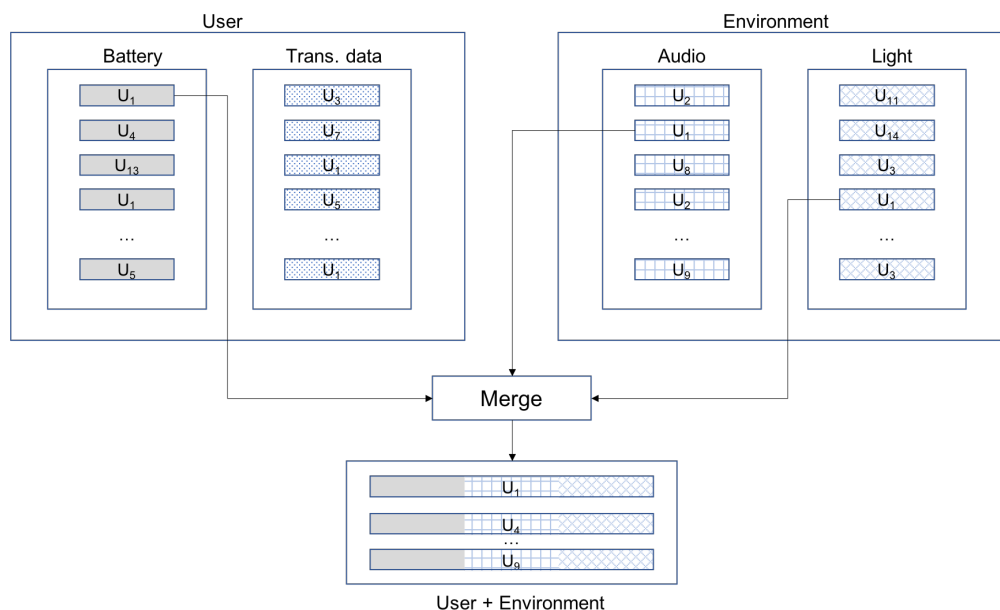 User
Environment
Battery
Trans. data
Audio
Light
U1
U4
U13
U1
...
U5
U3
U7
U1
U5
...
U1
U2
U1
U8
U2
...
U9
U11
U14
U3
U1
...
U3
Merge
U1
U4
...
U9
User + Environment